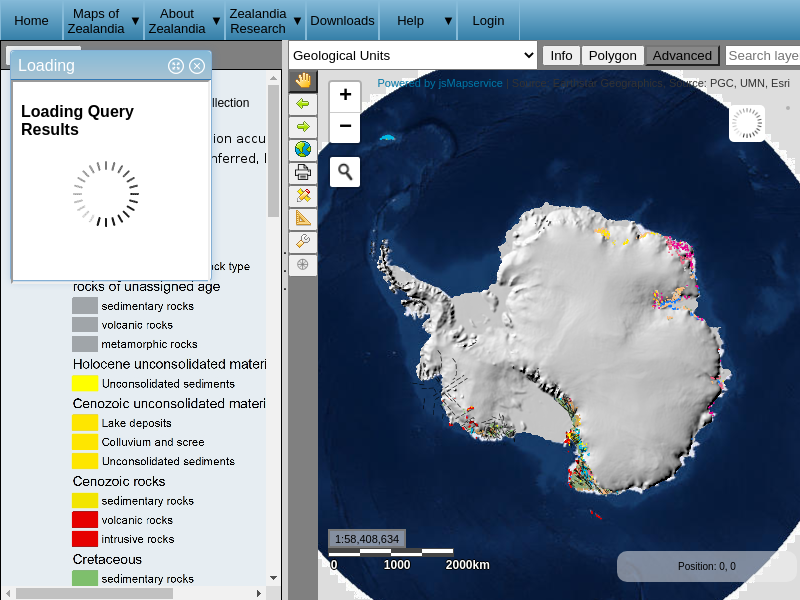 Home
Maps of Zealandia ▼
About Zealandia ▼
Zealandia Research ▼
Downloads
Help ▼
Login
Geological Units
Info
Polygon
Advanced
Search laye
Loading
Loading Query
Results
llection
ion accu
nferred, l
ck type
rocks of unassigned age
sedimentary rocks
volcanic rocks
metamorphic rocks
Holocene unconsolidated materi
Unconsolidated sediments
Cenozoic unconsolidated materi
Lake deposits
Colluvium and scree
Unconsolidated sediments
Cenozoic rocks
sedimentary rocks
volcanic rocks
intrusive rocks
Cretaceous
sedimentary rocks
Powered by jsMapservice | Source: Earthstar Geographics, Source: PGC, UMN, Esri
+
−
1:58,408,634
0 1000 2000km
Position: 0, 0